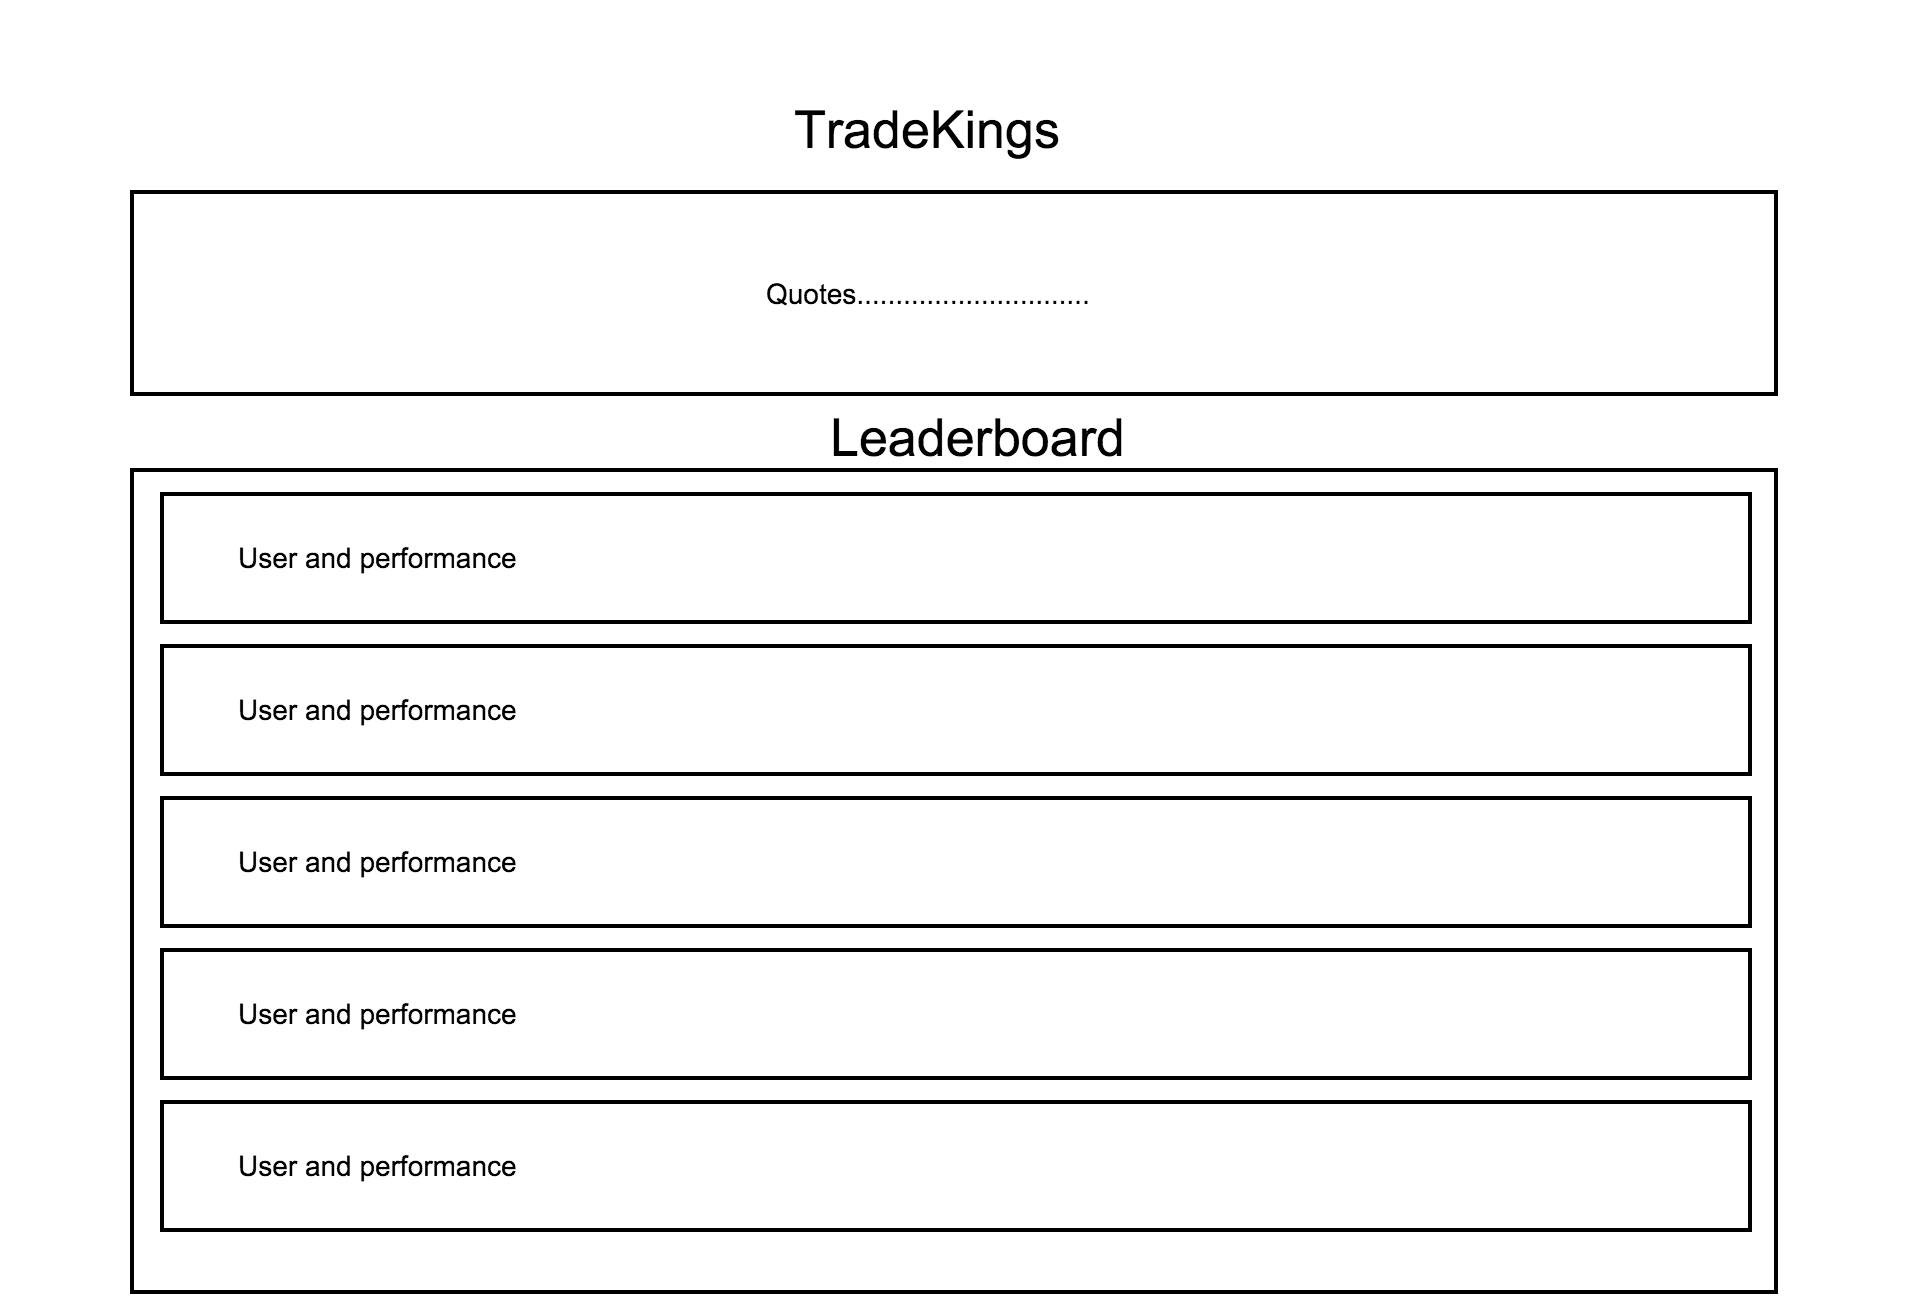 TradeKings
Quotes..............................
Leaderboard
User and performance
User and performance
User and performance
User and performance
User and performance